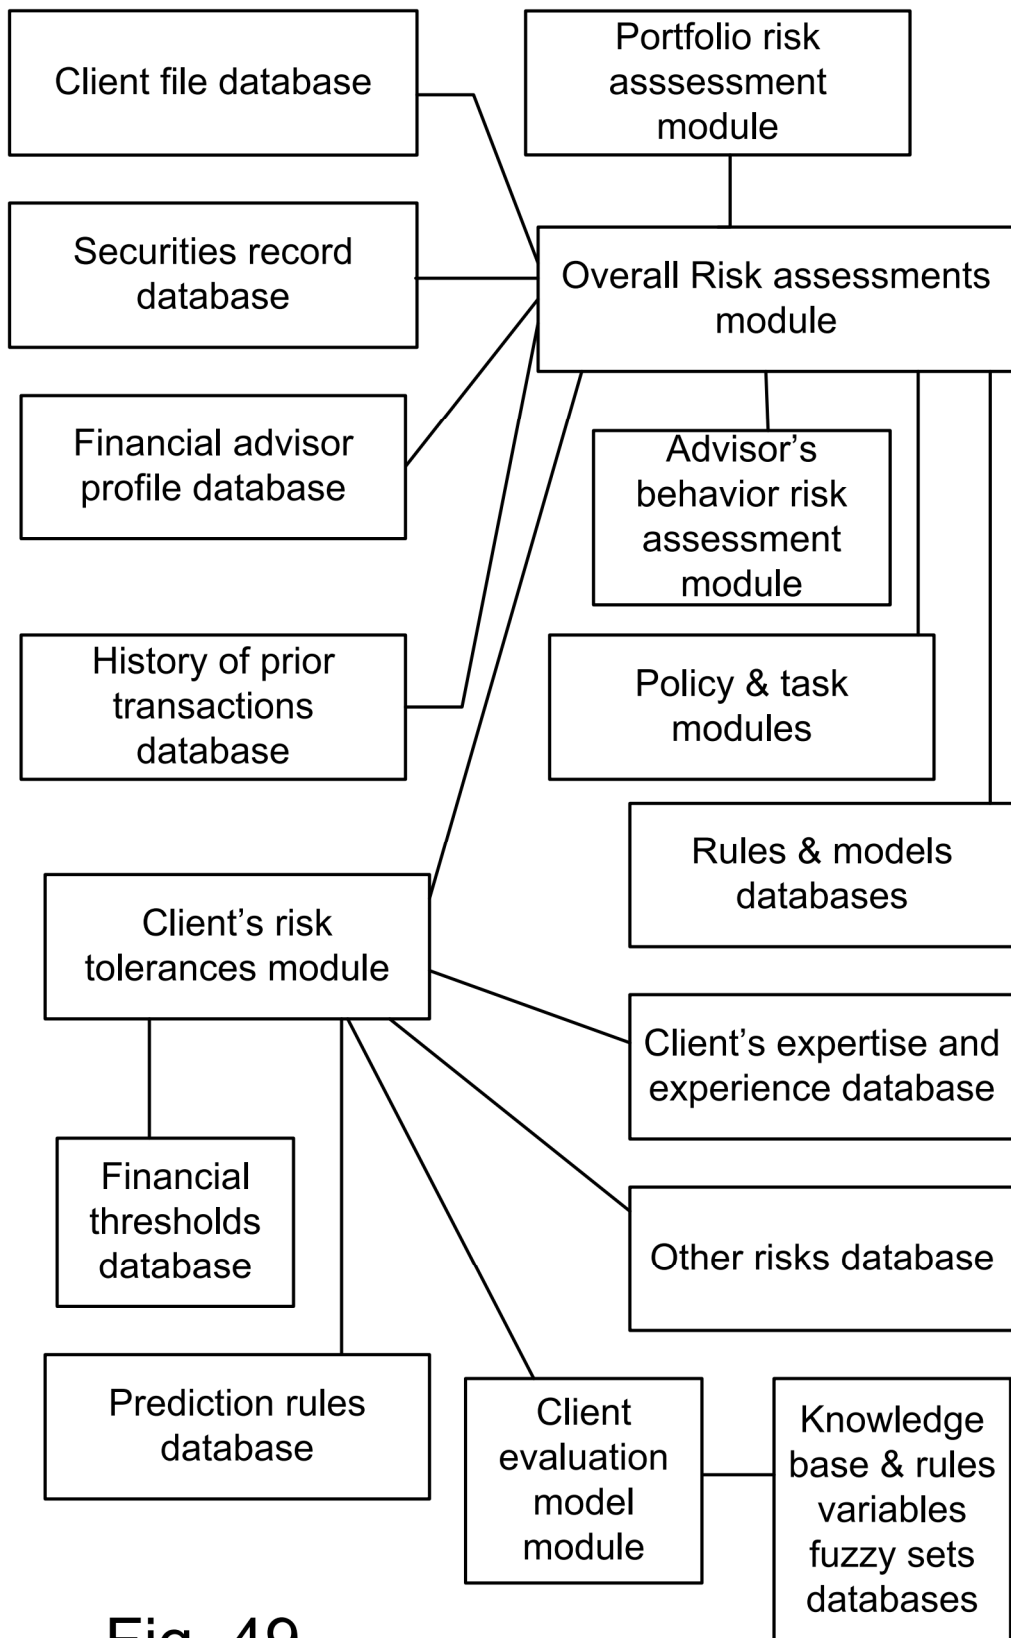 Client file database
Portfolio risk
asssessment
module
Securities record
database
Overall Risk assessments
module
Financial advisor
profile database
Advisor's
behavior risk
assessment
module
History of prior
transactions
database
Policy & task
modules
Rules & models
databases
Client's risk
tolerances module
Client's expertise and
experience database
Financial
thresholds
database
Other risks database
Prediction rules
database
Client
evaluation
model
module
Knowledge
base & rules
variables
fuzzy sets
databases
Fig. 49